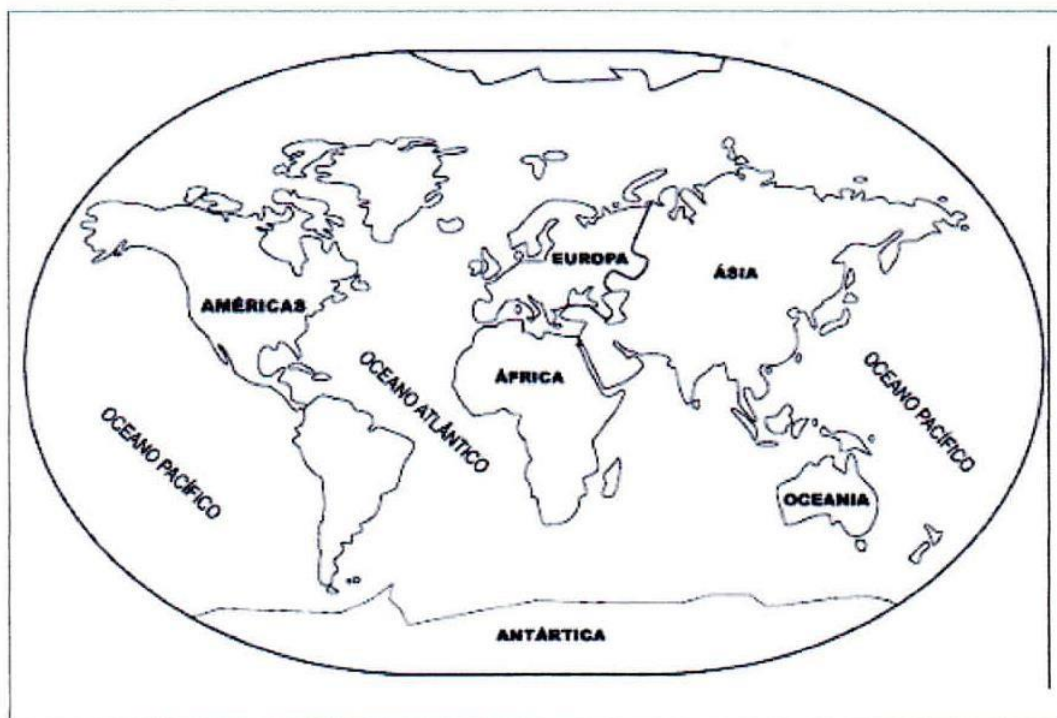 EUROPA
ÁSIA
AMÉRICAS
OCEANO ATLÂNTICO
ÁFRICA
OCEANO PACÍFICO
OCEANO PACÍFICO
OCEANIA
ANTÁRTICA